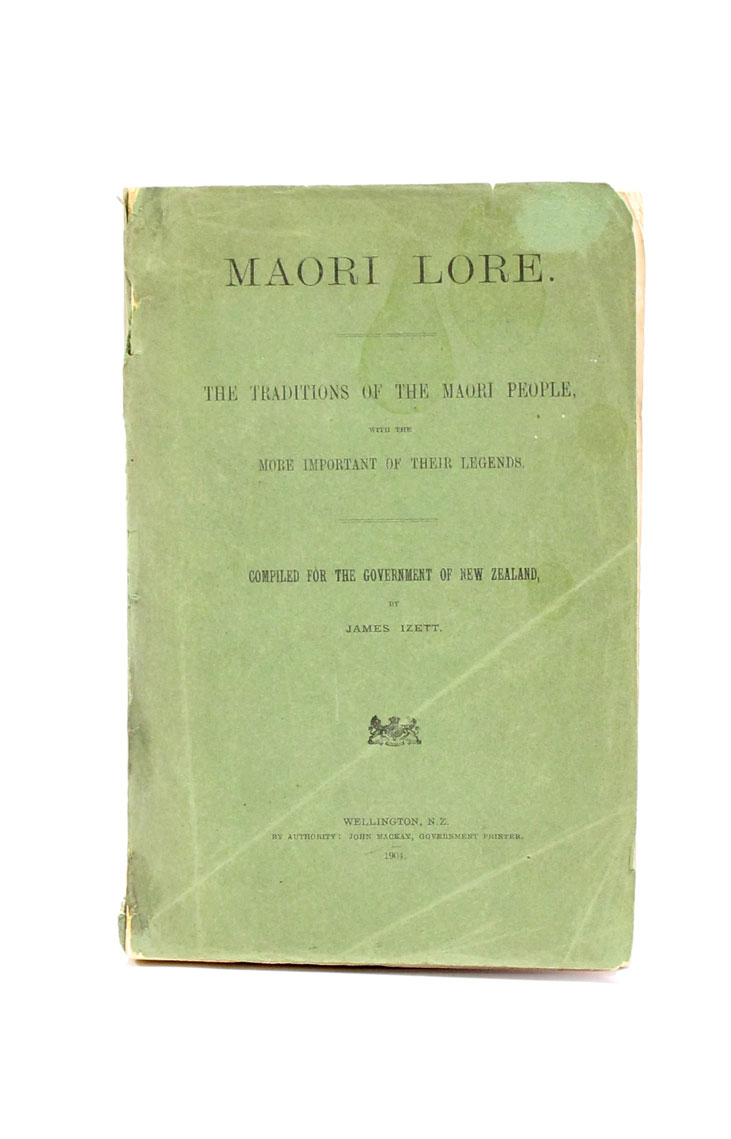 MAORI LORE.
THE TRADITIONS OF THE MAORI PEOPLE,
WITH THE
MORE IMPORTANT OF THEIR LEGENDS.
COMPILED FOR THE GOVERNMENT OF NEW ZEALAND,
BY
JAMES IZETT.
WELLINGTON, N.Z.
BY AUTHORITY: JOHN MACKAY, GOVERNMENT PRINTER.
1904.